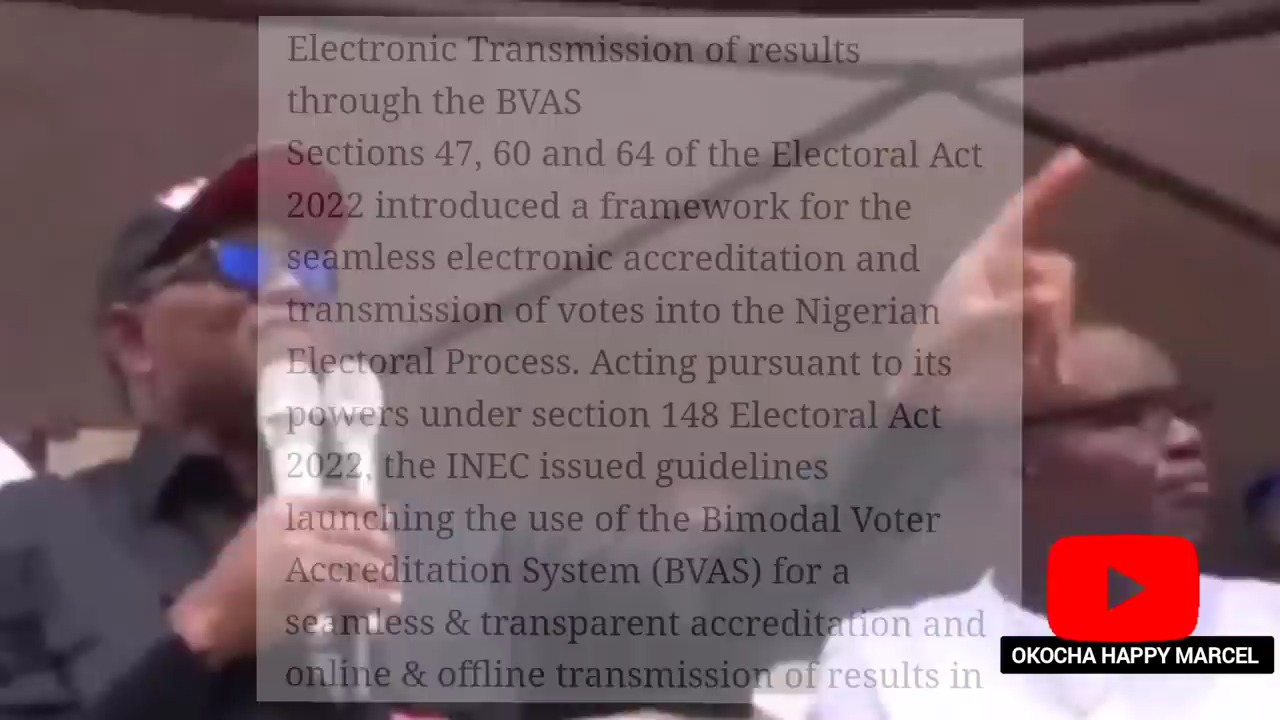 Electronic Transmission of results
through the BVAS
Sections 47, 60 and 64 of the Electoral Act
2022 introduced a framework for the
seamless electronic accreditation and
transmission of votes into the Nigerian
Electoral Process. Acting pursuant to its
powers under section 148 Electoral Act
2022, the INEC issued guidelines
launching the use of the Bimodal Voter
Accreditation System (BVAS) for a
seamless & transparent accreditation and
online & offline transmission of results in
OKOCHA HAPPY MARCEL